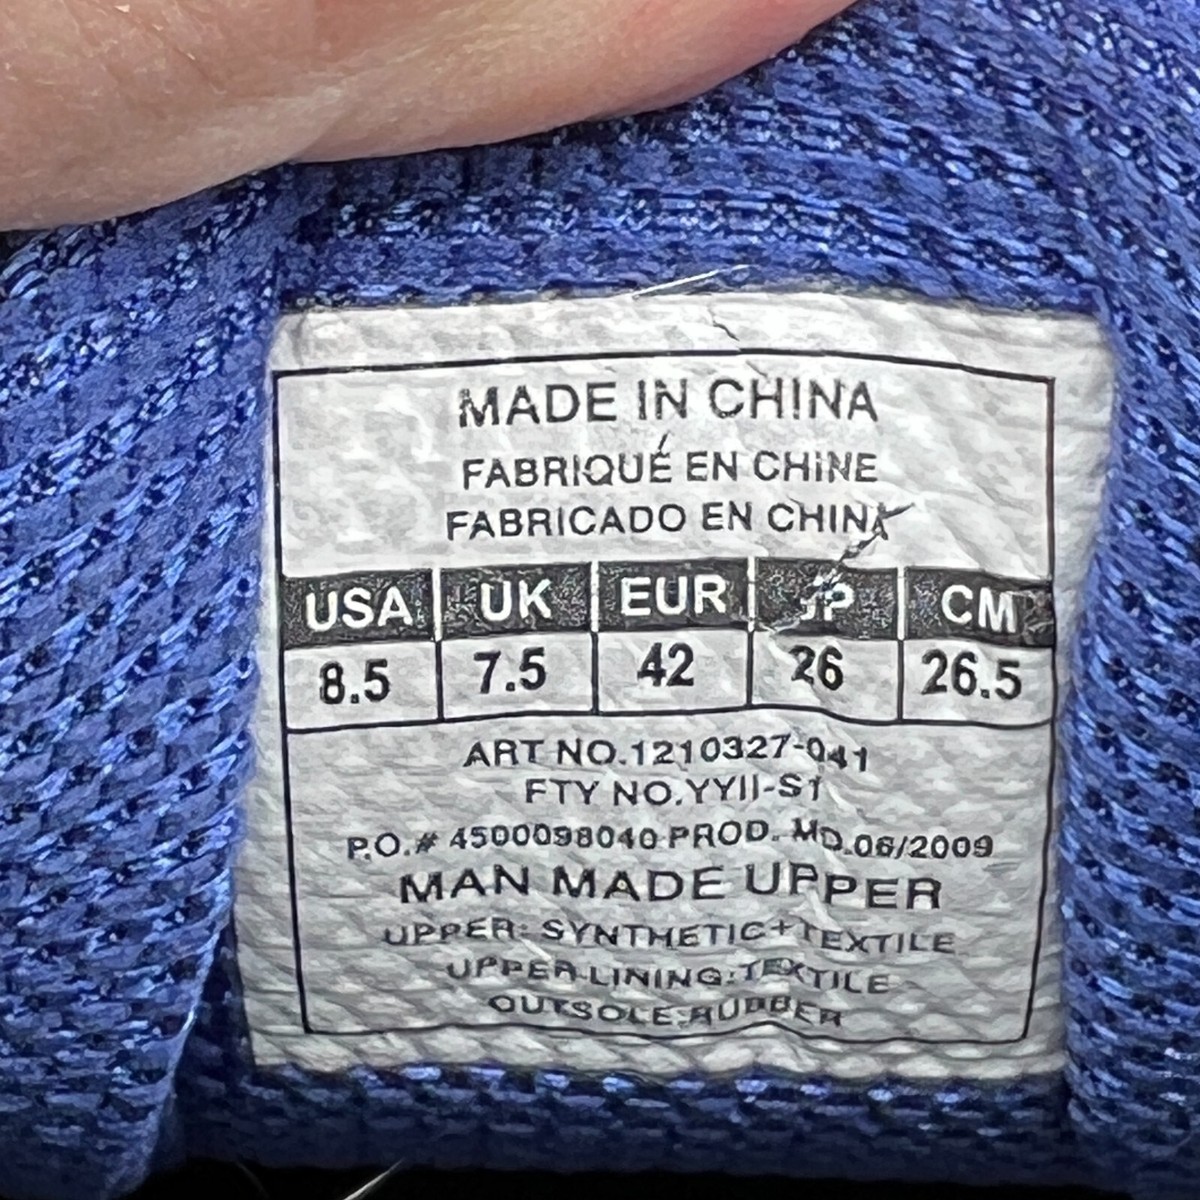 MADE IN CHINA
FABRIQUÉ EN CHINE
FABRICADO EN CHINA
USA UK EUR JP CM
8.5 7.5 42 26 26.5
ART NO.1210327-041
FTY NO.YYII-S1
P.O.# 4500098040 PROD. MD.06/2009
MAN MADE UPPER
UPPER: SYNTHETIC+TEXTILE
UPPER LINING:TEXTILE
OUTSOLE:RUBBER